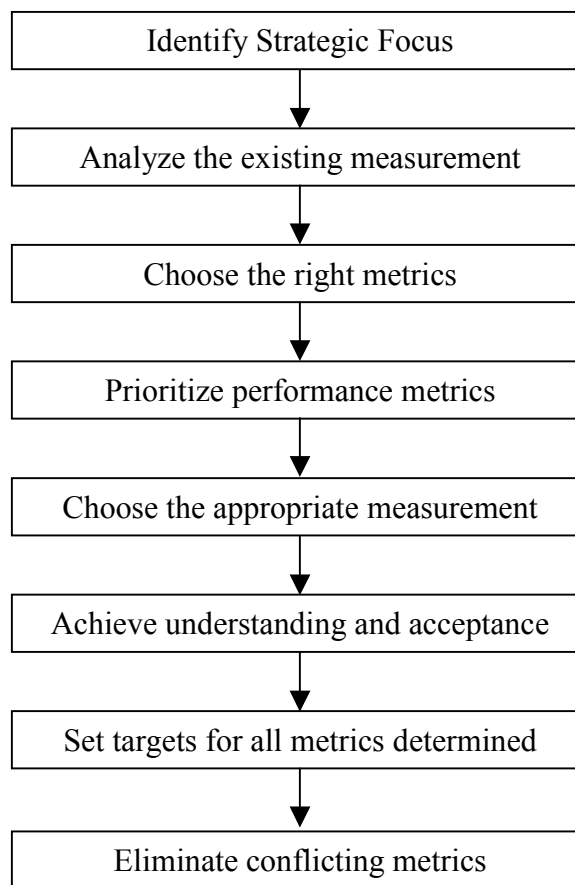 Identify Strategic Focus
Analyze the existing measurement
Choose the right metrics
Prioritize performance metrics
Choose the appropriate measurement
Achieve understanding and acceptance
Set targets for all metrics determined
Eliminate conflicting metrics